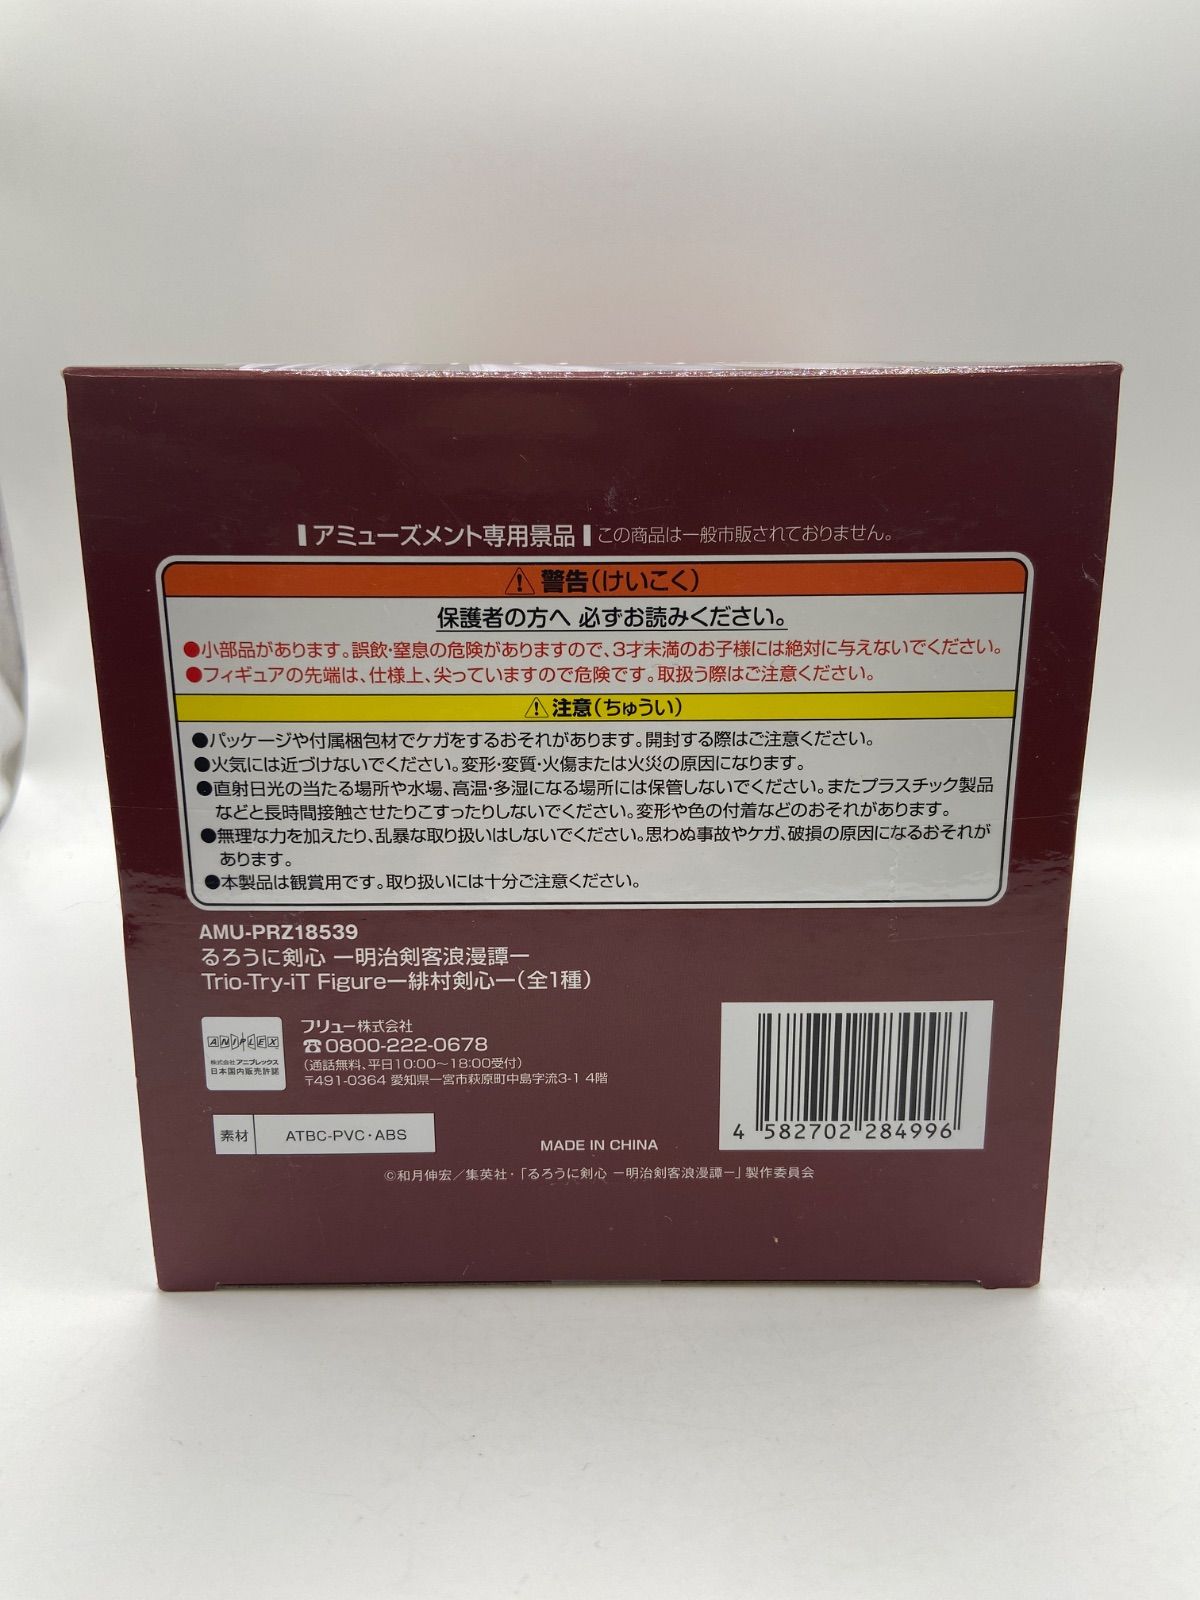 アミューズメント専用景品 この商品は一般市販されておりません。
⚠警告(けいこく)
保護者の方へ 必ずお読みください。
●小部品があります。誤飲・窒息の危険がありますので、3才未満のお子様には絶対に与えないでください。
●フィギュアの先端は、仕様上、尖っていますので危険です。取扱う際はご注意ください。
⚠注意(ちゅうい)
●パッケージや付属梱包材でケガをするおそれがあります。開封する際はご注意ください。
●火気には近づけないでください。変形・変質・火傷または火災の原因になります。
●直射日光の当たる場所や水場、高温・多湿になる場所には保管しないでください。またプラスチック製品
などと長時間接触させたりこすったりしないでください。変形や色の付着などのおそれがあります。
●無理な力を加えたり、乱暴な取り扱いはしないでください。思わぬ事故やケガ、破損の原因になるおそれが
あります。
●本製品は観賞用です。取り扱いには十分ご注意ください。
AMU-PRZ18539
るろうに剣心 ー明治剣客浪漫譚ー
Trio-Try-iT Figureー緋村剣心ー(全1種)
ANIPLEX
株式会社アニプレックス
日本国内販売許諾
フリュー株式会社
☎0800-222-0678
(通話無料、平日10:00〜18:00受付)
〒491-0364 愛知県一宮市萩原町中島字流3-1 4階
素材 ATBC-PVC・ABS
MADE IN CHINA
4 582702 284996
©和月伸宏／集英社・「るろうに剣心 ー明治剣客浪漫譚ー」製作委員会